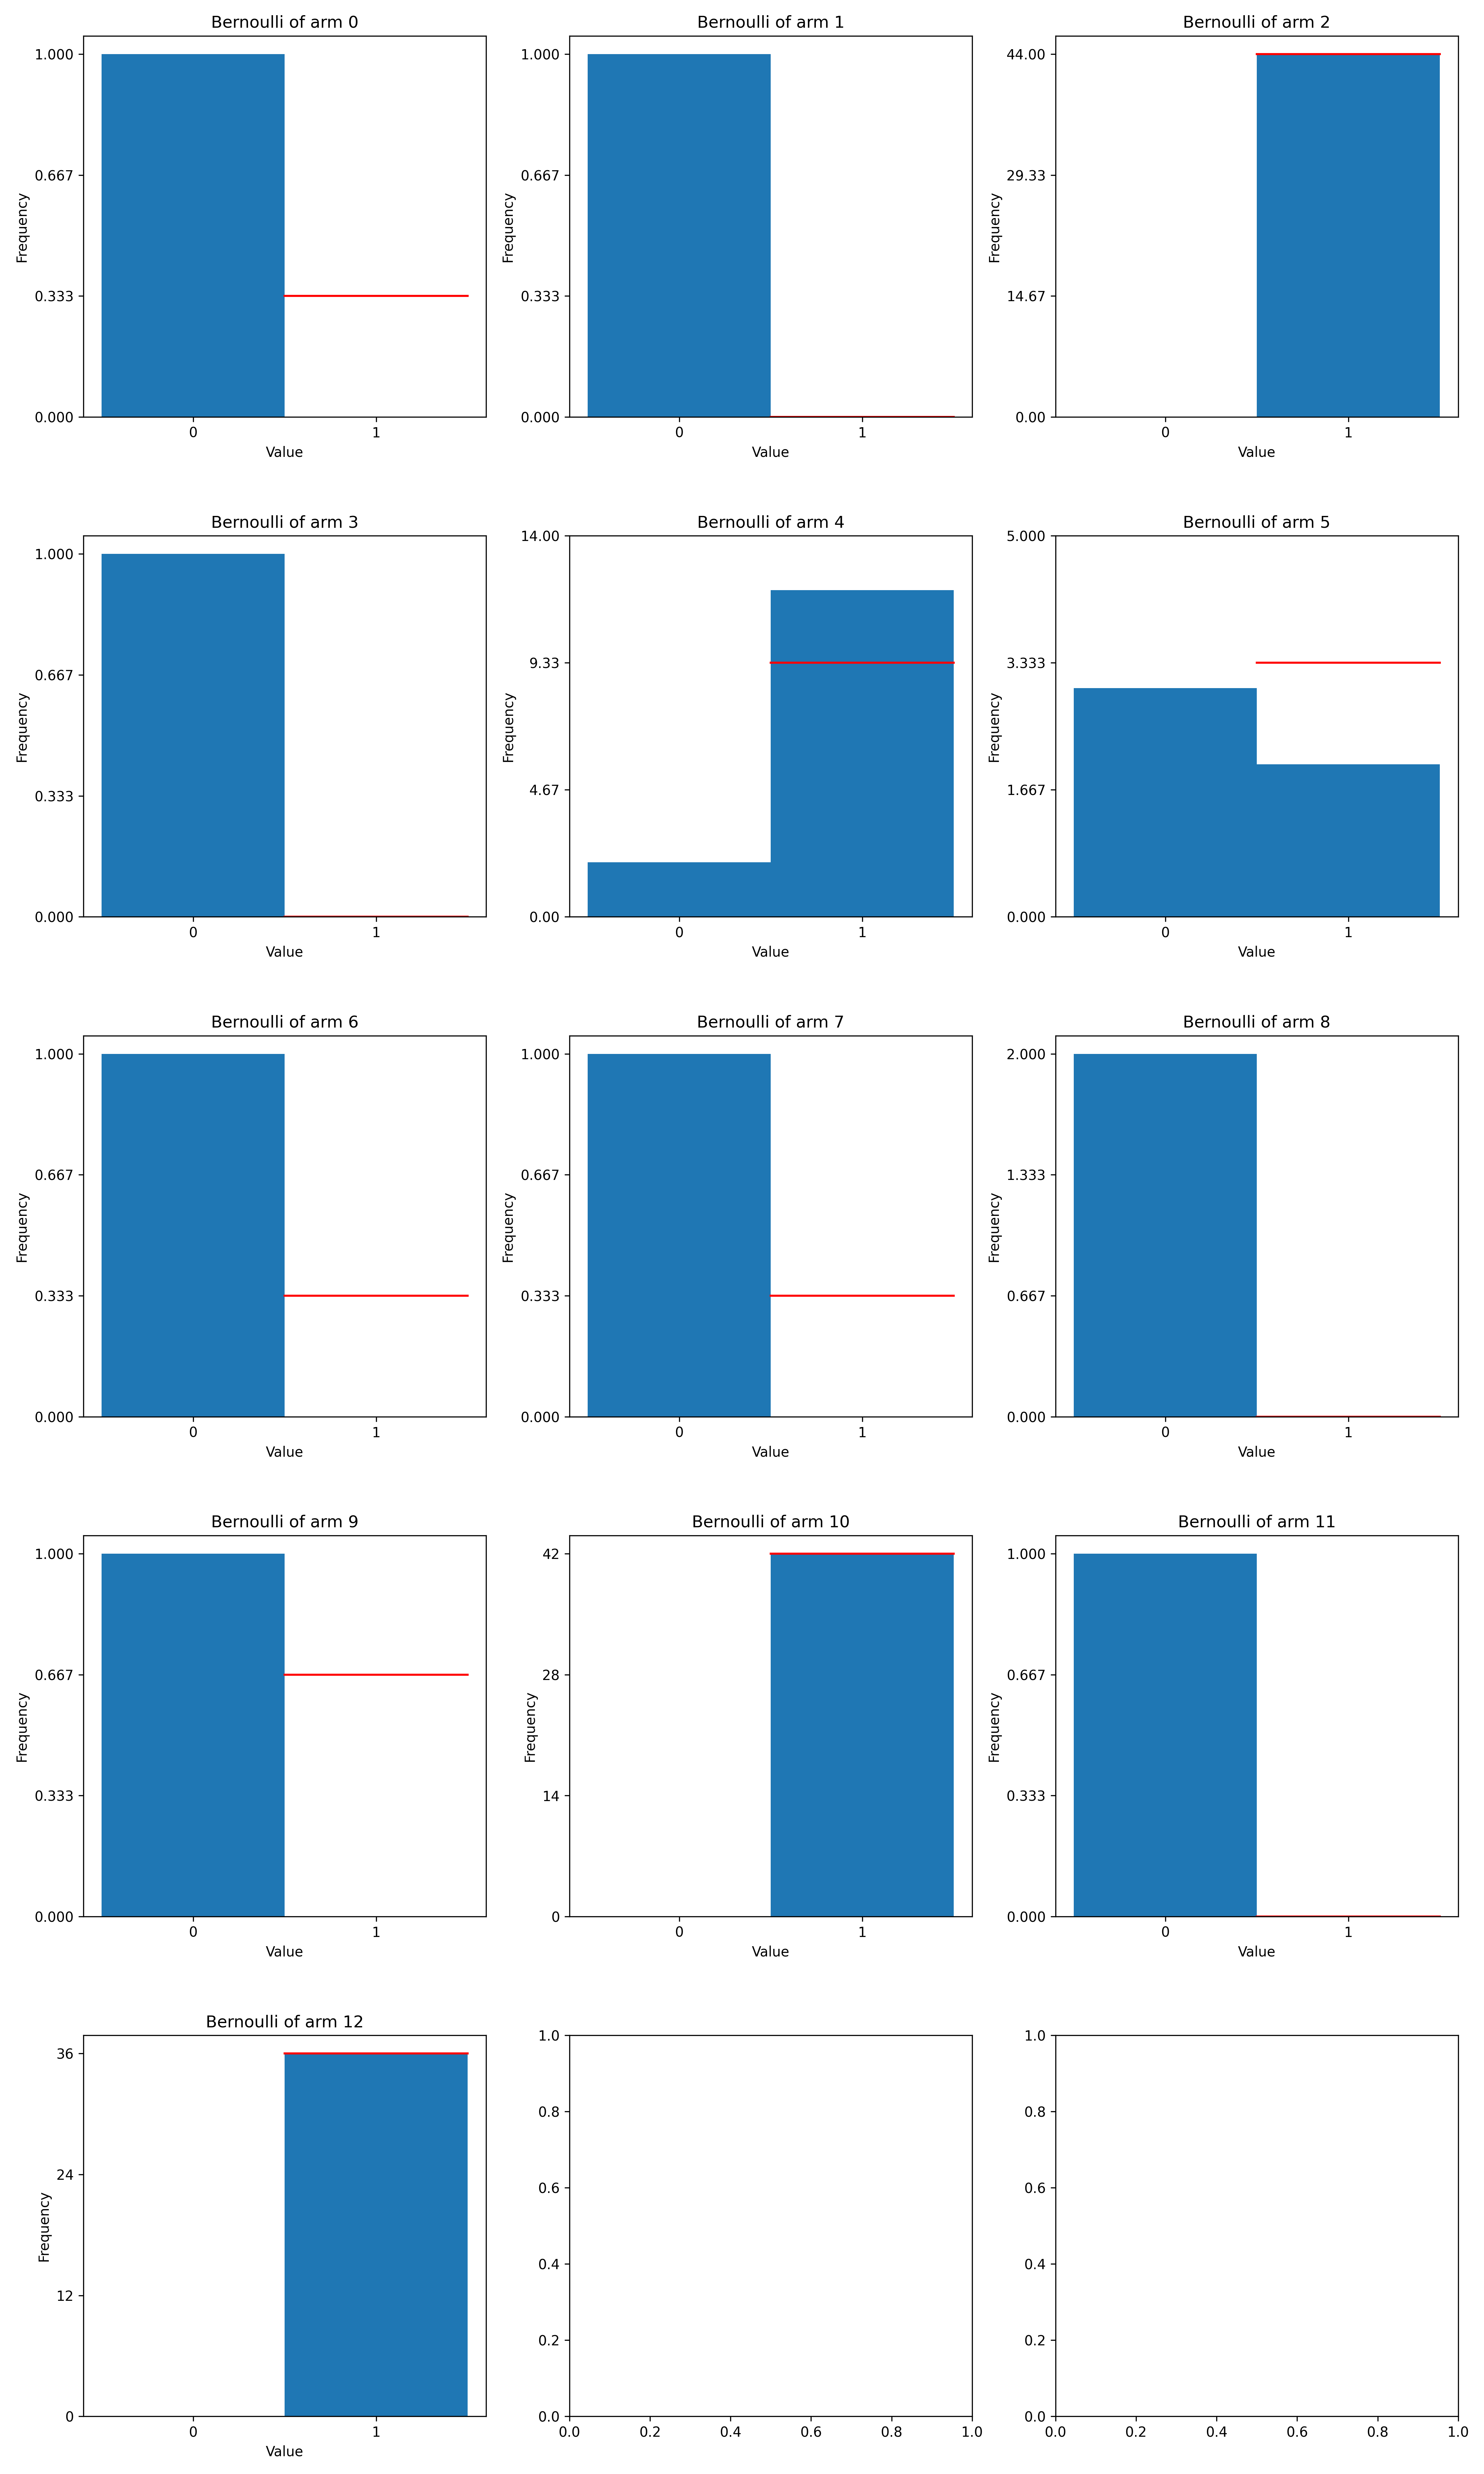 Bernoulli of arm 0
Frequency
1.000
0.667
0.333
0.000
0 1
Value
Bernoulli of arm 1
Frequency
1.000
0.667
0.333
0.000
0 1
Value
Bernoulli of arm 2
Frequency
44.00
29.33
14.67
0.00
0 1
Value
Bernoulli of arm 3
Frequency
1.000
0.667
0.333
0.000
0 1
Value
Bernoulli of arm 4
Frequency
14.00
9.33
4.67
0.00
0 1
Value
Bernoulli of arm 5
Frequency
5.000
3.333
1.667
0.000
0 1
Value
Bernoulli of arm 6
Frequency
1.000
0.667
0.333
0.000
0 1
Value
Bernoulli of arm 7
Frequency
1.000
0.667
0.333
0.000
0 1
Value
Bernoulli of arm 8
Frequency
2.000
1.333
0.667
0.000
0 1
Value
Bernoulli of arm 9
Frequency
1.000
0.667
0.333
0.000
0 1
Value
Bernoulli of arm 10
Frequency
42
28
14
0
0 1
Value
Bernoulli of arm 11
Frequency
1.000
0.667
0.333
0.000
0 1
Value
Bernoulli of arm 12
Frequency
36
24
12
0
0 1
Value
1.0
0.8
0.6
0.4
0.2
0.0
0.0 0.2 0.4 0.6 0.8 1.0
1.0
0.8
0.6
0.4
0.2
0.0
0.0 0.2 0.4 0.6 0.8 1.0